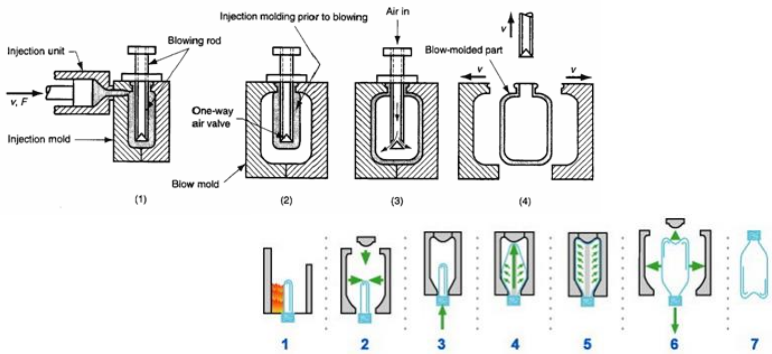 Injection molding prior to blowing
Air in
v
Blowing rod
Injection unit
Blow-molded part
v
v
v, F
One-way
air valve
Injection mold
Blow mold
(1)
(2)
(3)
(4)
1
2
3
4
5
6
7